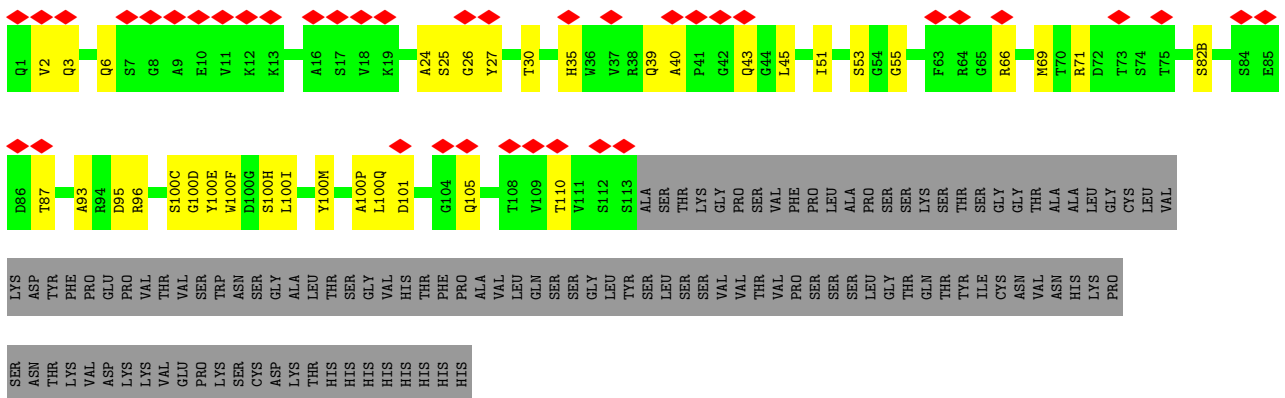 Q1 V2 Q3 Q6 S7 G8 A9 E10 V11 K12 K13 A16 S17 V18 K19 A24 S25 G26 Y27 T30 H35 W36 V37 R38 Q39 A40 P41 G42 Q43 G44 L45 I51 S53 G54 G55 F63 R64 G65 R66 M69 T70 R71 D72 T73 S74 T75 S82B S84 E85
D86 T87 A93 R94 D95 R96 S100C G100D Y100E W100F D100G S100H L100I Y100M A100P L100Q D101 G104 Q105 T108 V109 T110 V111 S112 S113 ALA SER THR LYS GLY PRO SER VAL PHE PRO LEU ALA PRO SER SER LYS SER THR SER GLY GLY THR ALA ALA LEU GLY CYS LEU VAL
LYS ASP TYR PHE PRO GLU PRO VAL THR VAL SER TRP ASN SER GLY ALA LEU THR SER GLY VAL HIS THR PHE PRO ALA VAL LEU GLN SER SER GLY LEU TYR SER LEU SER SER VAL VAL THR VAL PRO SER SER SER LEU GLY THR GLN THR TYR ILE CYS ASN VAL ASN HIS LYS PRO
SER ASN THR LYS VAL ASP LYS LYS VAL GLU PRO LYS SER CYS ASP LYS THR HIS HIS HIS HIS HIS HIS HIS HIS